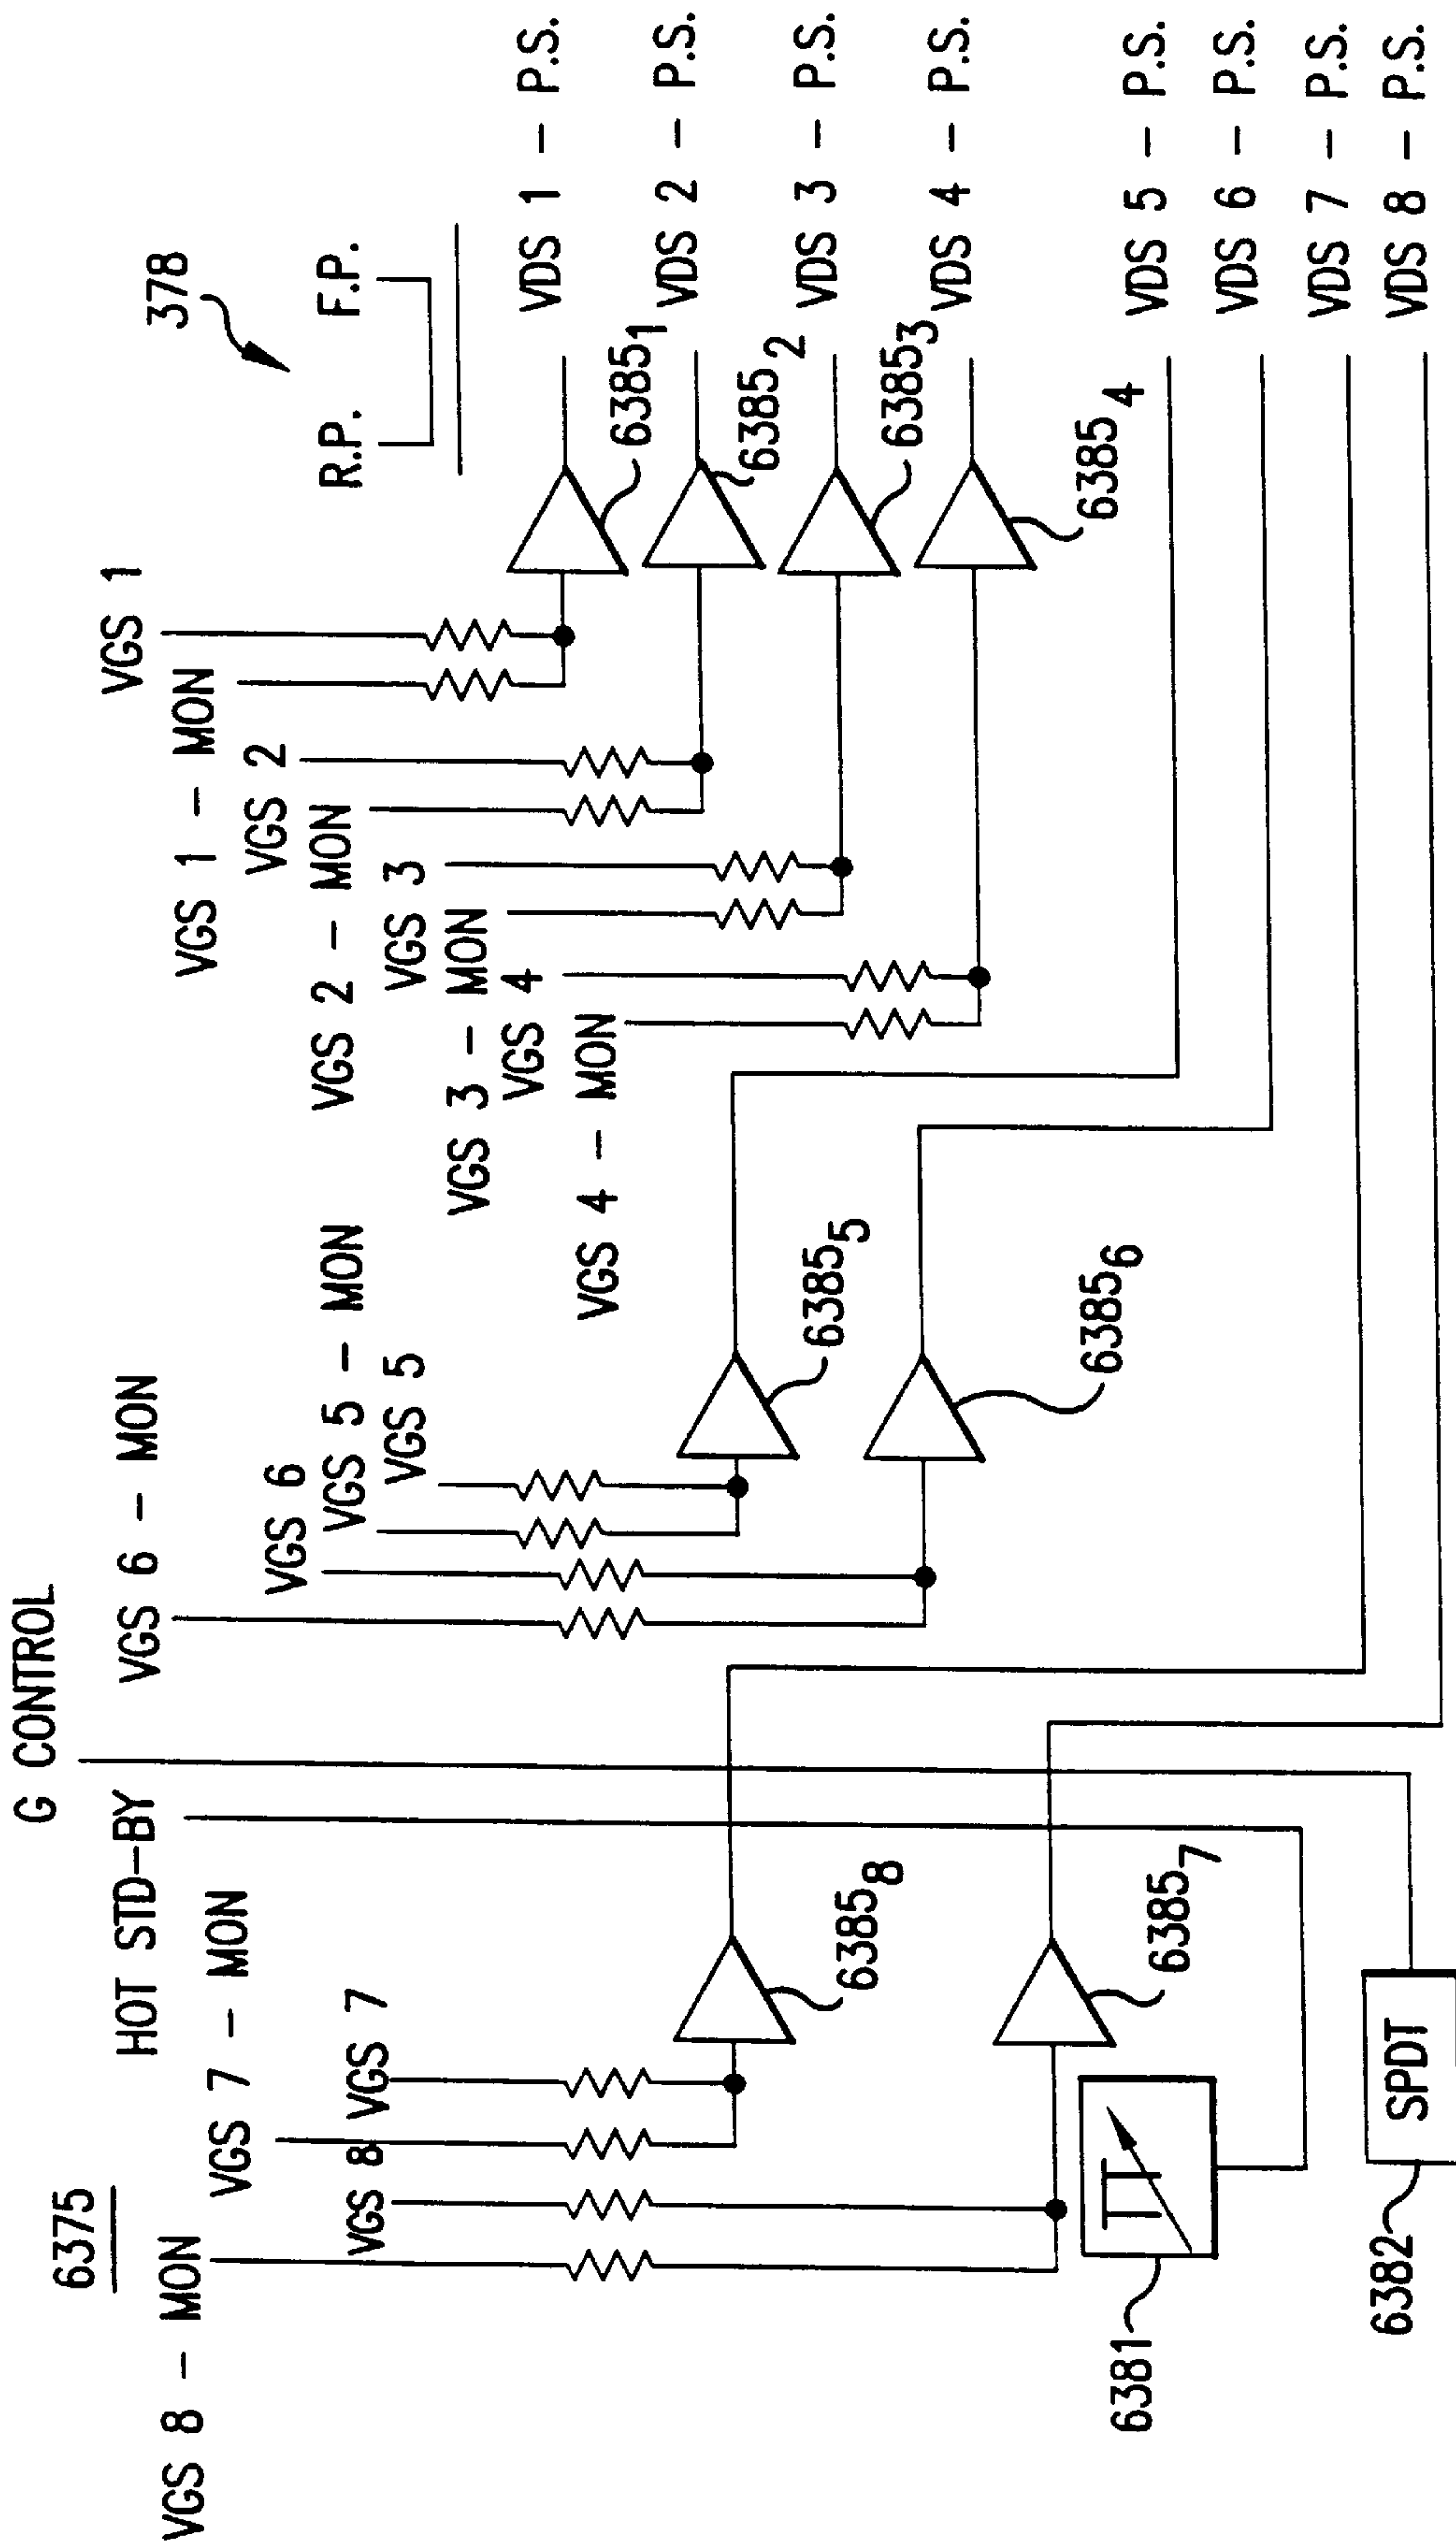 6375
VGS 8 - MON
VGS 8
VGS 7 - MON
VGS 7
HOT STD-BY
G CONTROL
VGS 6 - MON
VGS 6
VGS 5 - MON
VGS 5
VGS 4 - MON
VGS 4
VGS 3 - MON
VGS 3
VGS 2 - MON
VGS 2
VGS 1 - MON
VGS 1
378
R.P.
F.P.
6385₁
6385₂
6385₃
6385₄
6385₅
6385₆
6385₈
6385₇
6381
6382
SPDT
VDS 1 - P.S.
VDS 2 - P.S.
VDS 3 - P.S.
VDS 4 - P.S.
VDS 5 - P.S.
VDS 6 - P.S.
VDS 7 - P.S.
VDS 8 - P.S.